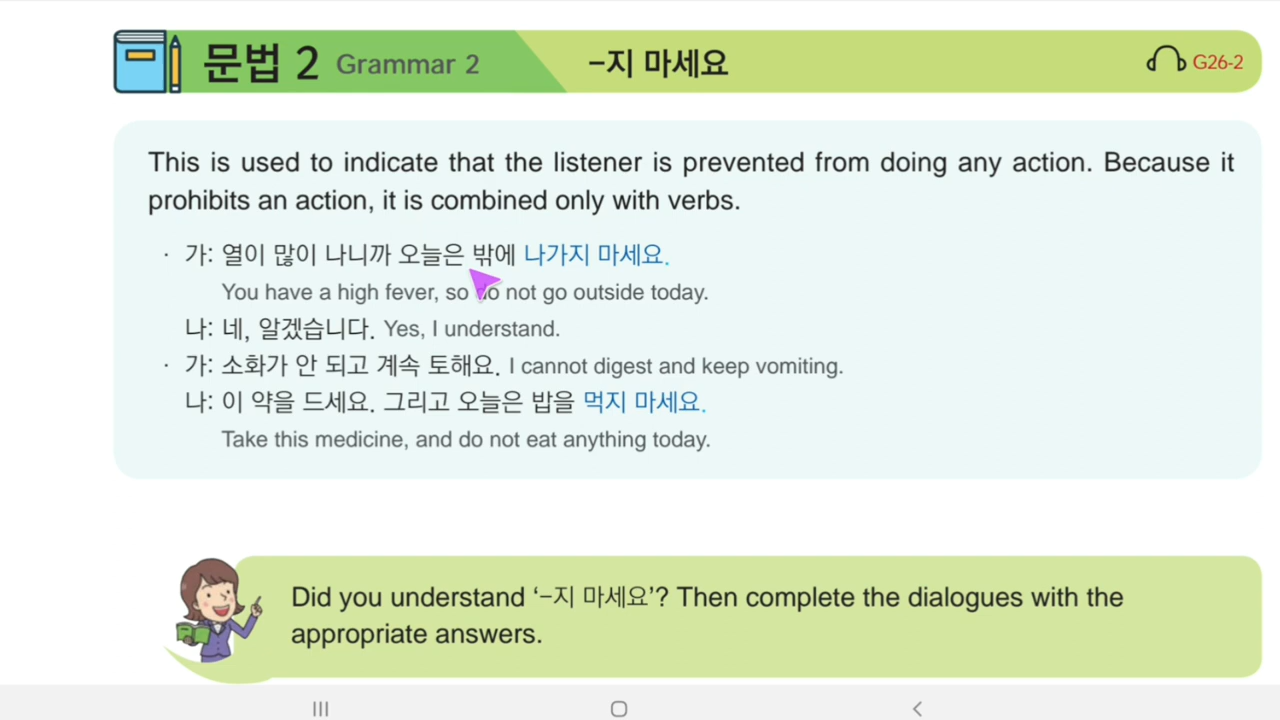 문법 2 Grammar 2 -지 마세요 G26-2
This is used to indicate that the listener is prevented from doing any action. Because it
prohibits an action, it is combined only with verbs.
· 가: 열이 많이 나니까 오늘은 밖에 나가지 마세요.
You have a high fever, so do not go outside today.
나: 네, 알겠습니다. Yes, I understand.
· 가: 소화가 안 되고 계속 토해요. I cannot digest and keep vomiting.
나: 이 약을 드세요. 그리고 오늘은 밥을 먹지 마세요.
Take this medicine, and do not eat anything today.
Did you understand ‘-지 마세요’? Then complete the dialogues with the
appropriate answers.